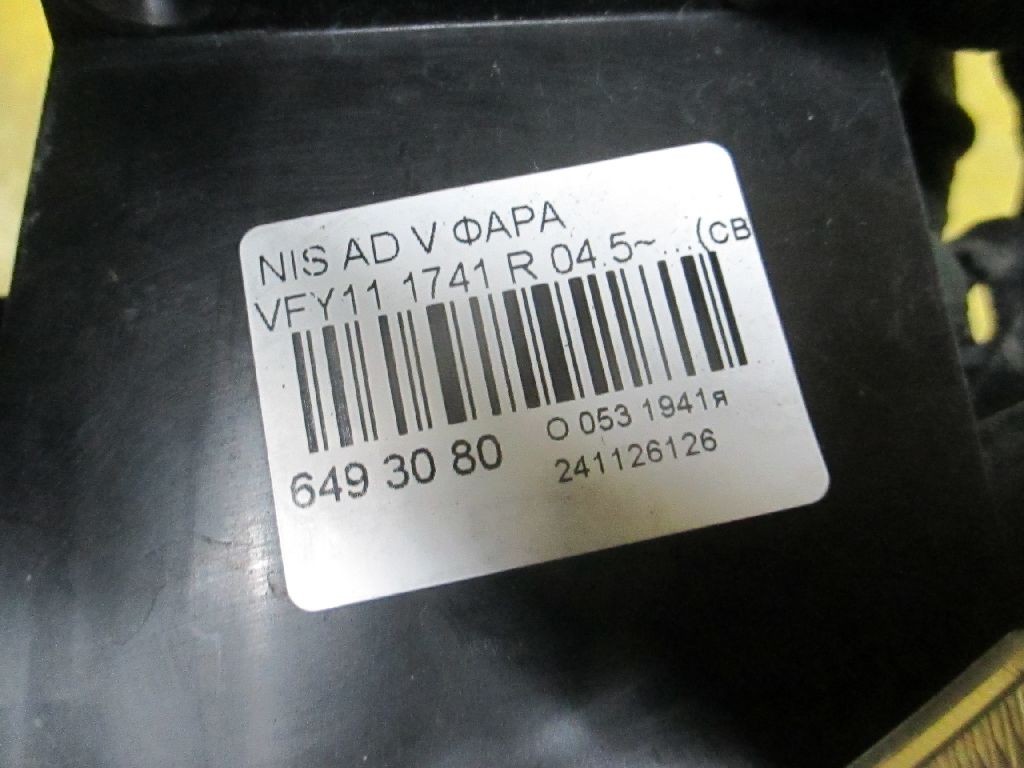 NIS AD V ФАРА
VFY11 1741 R 04.5~...(СВ
649 30 80
О 053 1941я
241126126